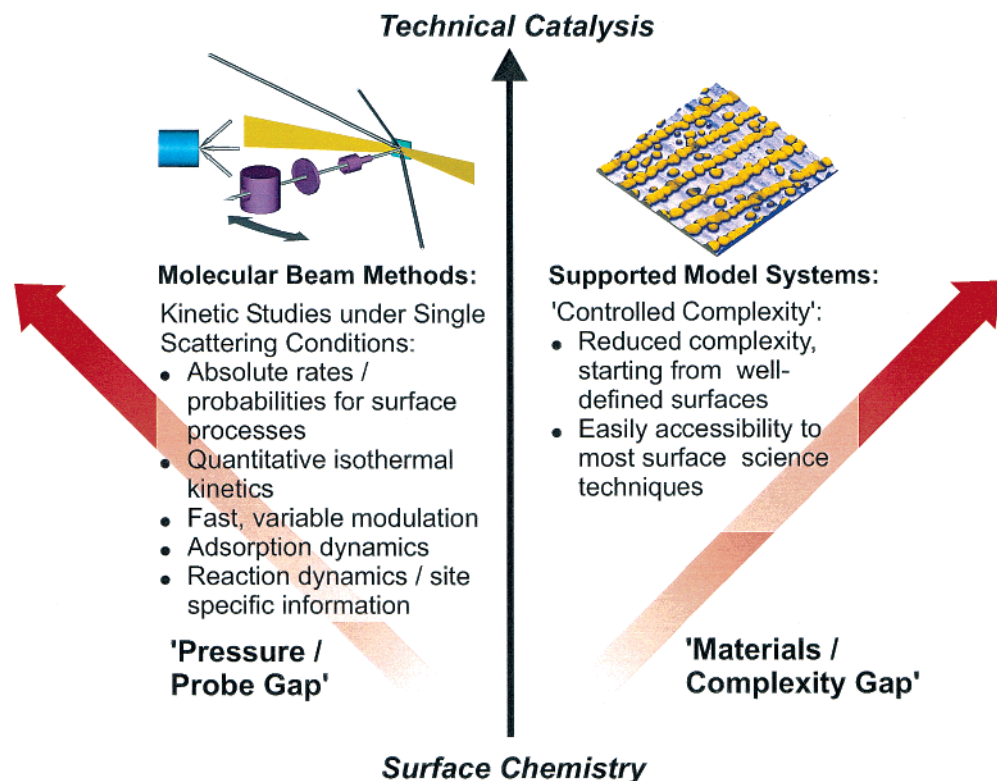 Technical Catalysis
Molecular Beam Methods:
Kinetic Studies under Single
Scattering Conditions:
• Absolute rates /
probabilities for surface
processes
• Quantitative isothermal
kinetics
• Fast, variable modulation
• Adsorption dynamics
• Reaction dynamics / site
specific information
'Pressure /
Probe Gap'
Supported Model Systems:
'Controlled Complexity':
• Reduced complexity,
starting from well-
defined surfaces
• Easily accessibility to
most surface science
techniques
'Materials /
Complexity Gap'
Surface Chemistry